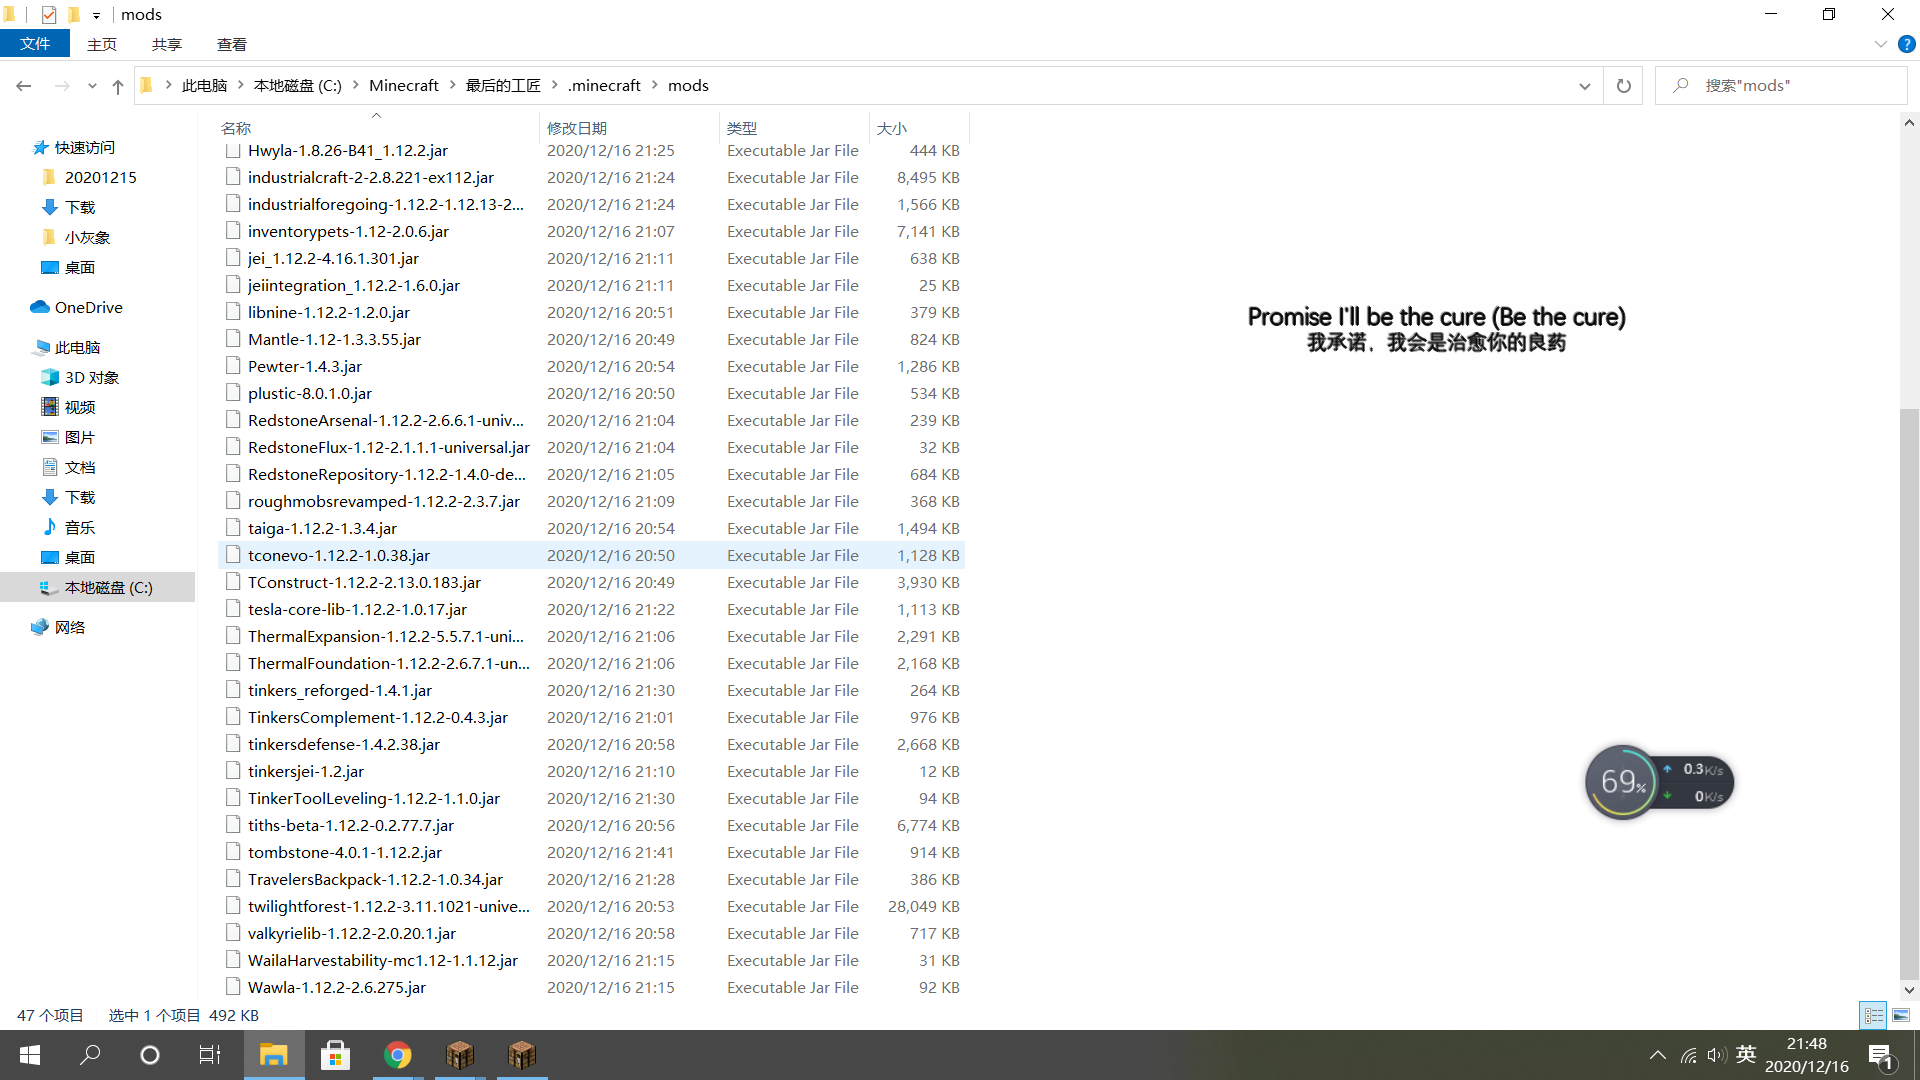 mods
文件 主页 共享 查看
此电脑 本地磁盘 (C:) Minecraft 最后的工匠 .minecraft mods
搜索"mods"
名称 修改日期 类型 大小
Hwyla-1.8.26-B41_1.12.2.jar 2020/12/16 21:25 Executable Jar File 444 KB
industrialcraft-2-2.8.221-ex112.jar 2020/12/16 21:24 Executable Jar File 8,495 KB
industrialforegoing-1.12.2-1.12.13-2... 2020/12/16 21:24 Executable Jar File 1,566 KB
inventorypets-1.12-2.0.6.jar 2020/12/16 21:07 Executable Jar File 7,141 KB
jei_1.12.2-4.16.1.301.jar 2020/12/16 21:11 Executable Jar File 638 KB
jeiintegration_1.12.2-1.6.0.jar 2020/12/16 21:11 Executable Jar File 25 KB
libnine-1.12.2-1.2.0.jar 2020/12/16 20:51 Executable Jar File 379 KB
Mantle-1.12-1.3.3.55.jar 2020/12/16 20:49 Executable Jar File 824 KB
Pewter-1.4.3.jar 2020/12/16 20:54 Executable Jar File 1,286 KB
plustic-8.0.1.0.jar 2020/12/16 20:50 Executable Jar File 534 KB
RedstoneArsenal-1.12.2-2.6.6.1-univ... 2020/12/16 21:04 Executable Jar File 239 KB
RedstoneFlux-1.12-2.1.1.1-universal.jar 2020/12/16 21:04 Executable Jar File 32 KB
RedstoneRepository-1.12.2-1.4.0-de... 2020/12/16 21:05 Executable Jar File 684 KB
roughmobsrevamped-1.12.2-2.3.7.jar 2020/12/16 21:09 Executable Jar File 368 KB
taiga-1.12.2-1.3.4.jar 2020/12/16 20:54 Executable Jar File 1,494 KB
tconevo-1.12.2-1.0.38.jar 2020/12/16 20:50 Executable Jar File 1,128 KB
TConstruct-1.12.2-2.13.0.183.jar 2020/12/16 20:49 Executable Jar File 3,930 KB
tesla-core-lib-1.12.2-1.0.17.jar 2020/12/16 21:22 Executable Jar File 1,113 KB
ThermalExpansion-1.12.2-5.5.7.1-uni... 2020/12/16 21:06 Executable Jar File 2,291 KB
ThermalFoundation-1.12.2-2.6.7.1-un... 2020/12/16 21:06 Executable Jar File 2,168 KB
tinkers_reforged-1.4.1.jar 2020/12/16 21:30 Executable Jar File 264 KB
TinkersComplement-1.12.2-0.4.3.jar 2020/12/16 21:01 Executable Jar File 976 KB
tinkersdefense-1.4.2.38.jar 2020/12/16 20:58 Executable Jar File 2,668 KB
tinkersjei-1.2.jar 2020/12/16 21:10 Executable Jar File 12 KB
TinkerToolLeveling-1.12.2-1.1.0.jar 2020/12/16 21:30 Executable Jar File 94 KB
tiths-beta-1.12.2-0.2.77.7.jar 2020/12/16 20:56 Executable Jar File 6,774 KB
tombstone-4.0.1-1.12.2.jar 2020/12/16 21:41 Executable Jar File 914 KB
TravelersBackpack-1.12.2-1.0.34.jar 2020/12/16 21:28 Executable Jar File 386 KB
twilightforest-1.12.2-3.11.1021-unive... 2020/12/16 20:53 Executable Jar File 28,049 KB
valkyrielib-1.12.2-2.0.20.1.jar 2020/12/16 20:58 Executable Jar File 717 KB
WailaHarvestability-mc1.12-1.1.12.jar 2020/12/16 21:15 Executable Jar File 31 KB
Wawla-1.12.2-2.6.275.jar 2020/12/16 21:15 Executable Jar File 92 KB
快速访问
20201215
下载
小灰象
桌面
OneDrive
此电脑
3D 对象
视频
图片
文档
下载
音乐
桌面
本地磁盘 (C:)
网络
Promise I'll be the cure (Be the cure)
我承诺，我会是治愈你的良药
69%
0.3K/s
0K/s
47 个项目 选中 1 个项目 492 KB
英
21:48
2020/12/16
1